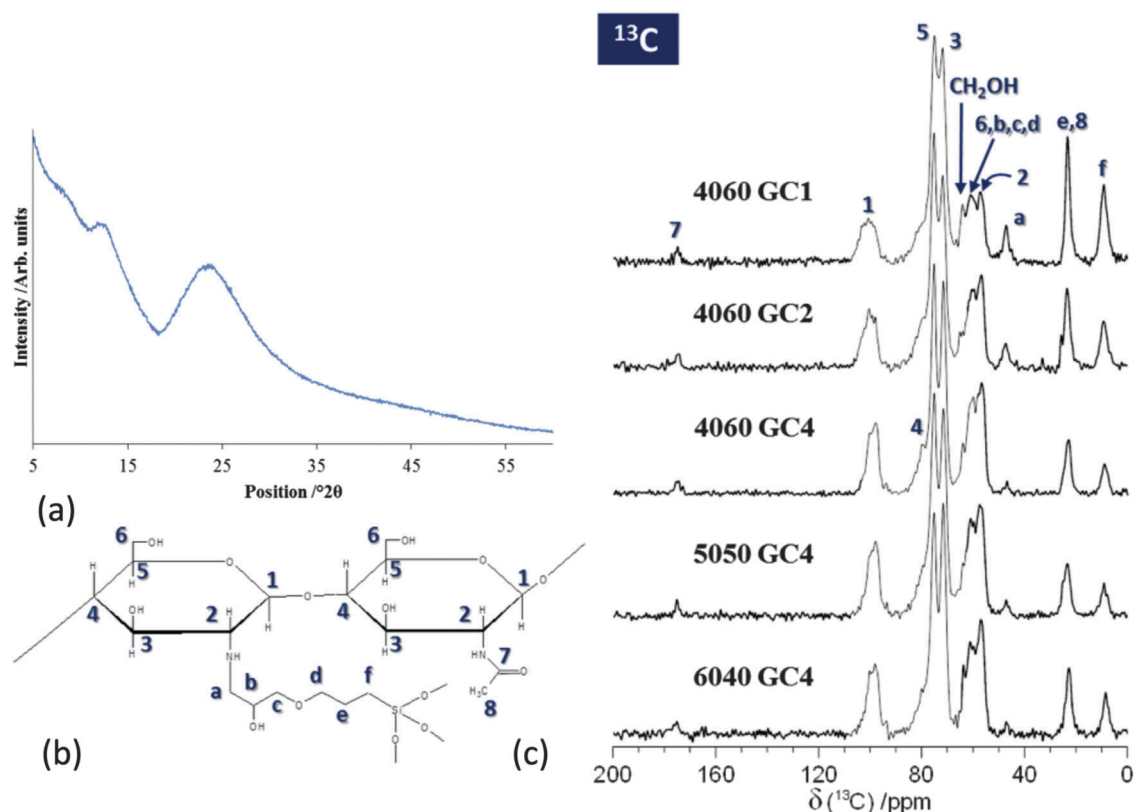 Intensity /Arb. units
5 15 25 35 45 55
Position /°2θ
(a)
6 OH
6 OH
H 5 O
H 5 O
4 H 1 O
4 H 1 O
OH 3 2 H H
OH 3 2 H H
NH
NH 7 O
a b c O d e f
OH
H₃C 8
Si O O O
(b)
(c)
¹³C
5 3
CH₂OH
6,b,c,d
e,8
2
f
4060 GC1
1
a
7
4060 GC2
4060 GC4
4
5050 GC4
6040 GC4
200 160 120 80 40 0
δ (¹³C) /ppm